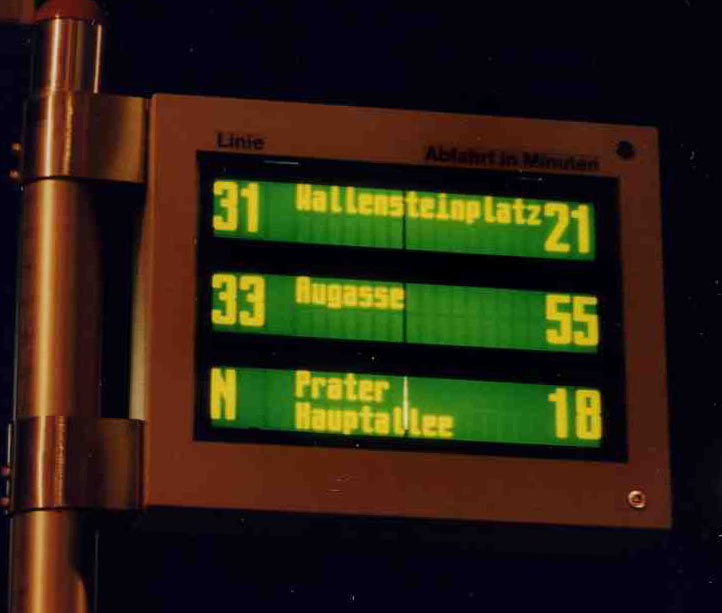 Linie Abfahrt in Minuten
31 Wallensteinplatz 21
33 Augasse 55
N Prater 18
Hauptallee